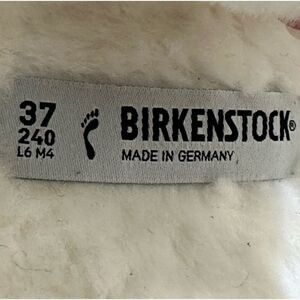 37
240
L6 M4
BIRKENSTOCK®
MADE IN GERMANY